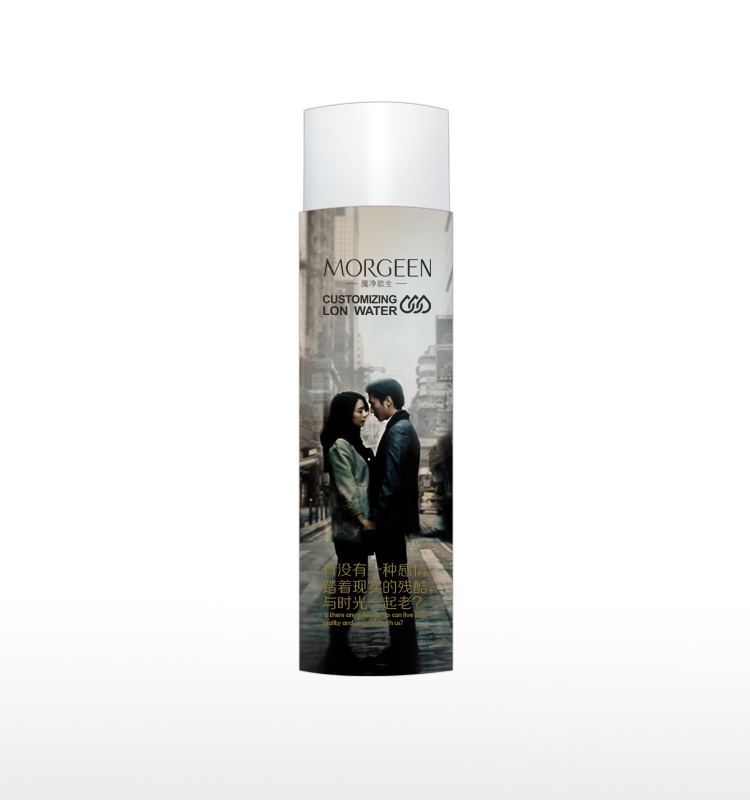 MORGEEN
魔净歆生
CUSTOMIZING
LON WATER
有没有一种感情,
踏着现实的残酷,
与时光一起老?